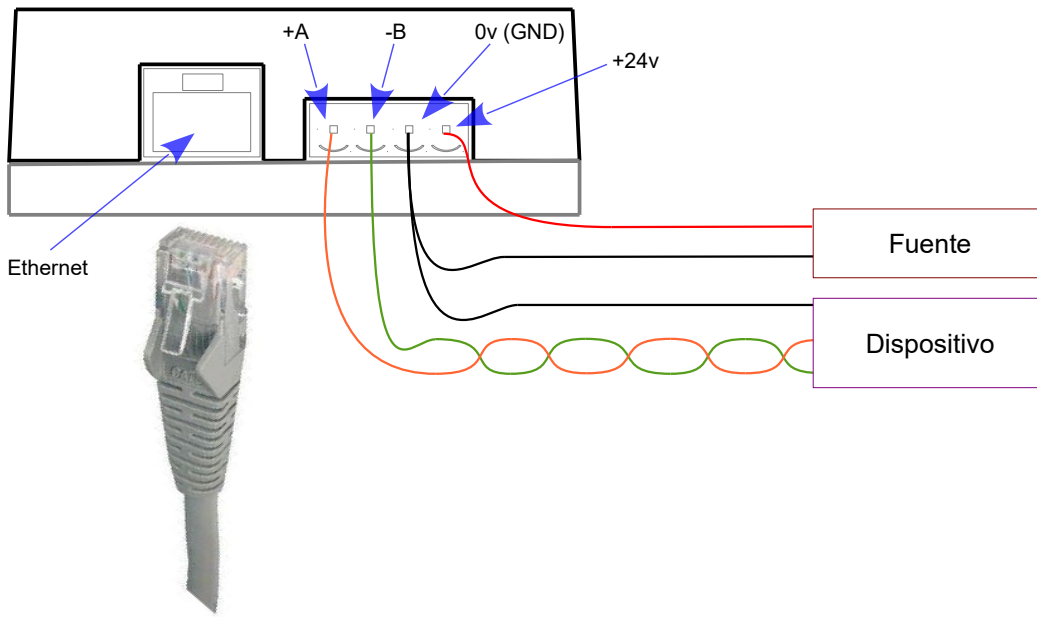 +A
-B
0v (GND)
+24v
Ethernet
Fuente
Dispositivo